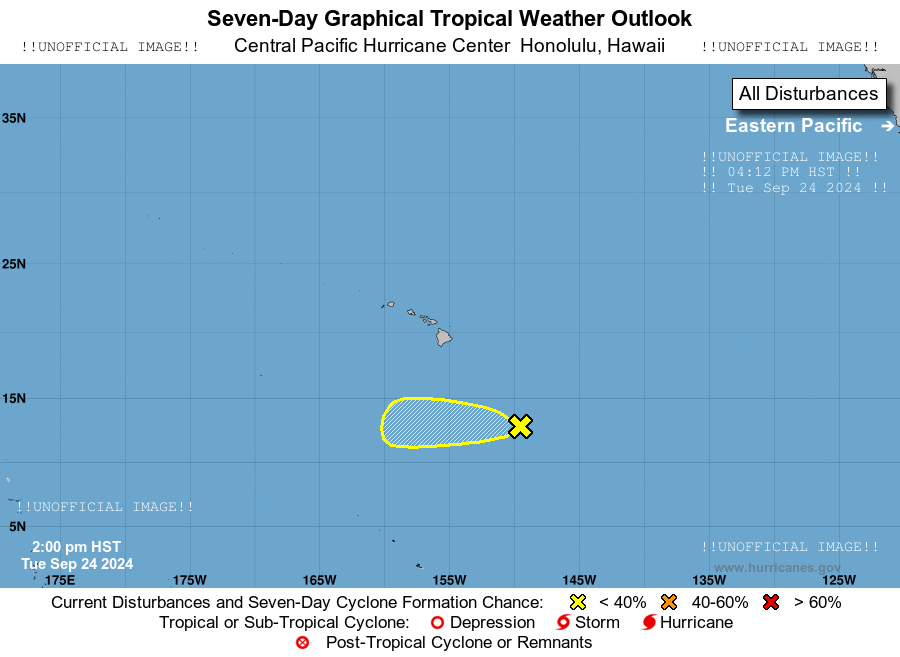 Seven-Day Graphical Tropical Weather Outlook
!!UNOFFICIAL IMAGE!! Central Pacific Hurricane Center Honolulu, Hawaii !!UNOFFICIAL IMAGE!!
All Disturbances
35N
Eastern Pacific
!!UNOFFICIAL IMAGE!!
!! 04:12 PM HST !!
!! Tue Sep 24 2024 !!
25N
15N
!!UNOFFICIAL IMAGE!!
5N
2:00 pm HST
Tue Sep 24 2024
!!UNOFFICIAL IMAGE!!
www.hurricanes.gov
175E 175W 165W 155W 145W 135W 125W
Current Disturbances and Seven-Day Cyclone Formation Chance: < 40% 40-60% > 60%
Tropical or Sub-Tropical Cyclone: Depression Storm Hurricane
Post-Tropical Cyclone or Remnants